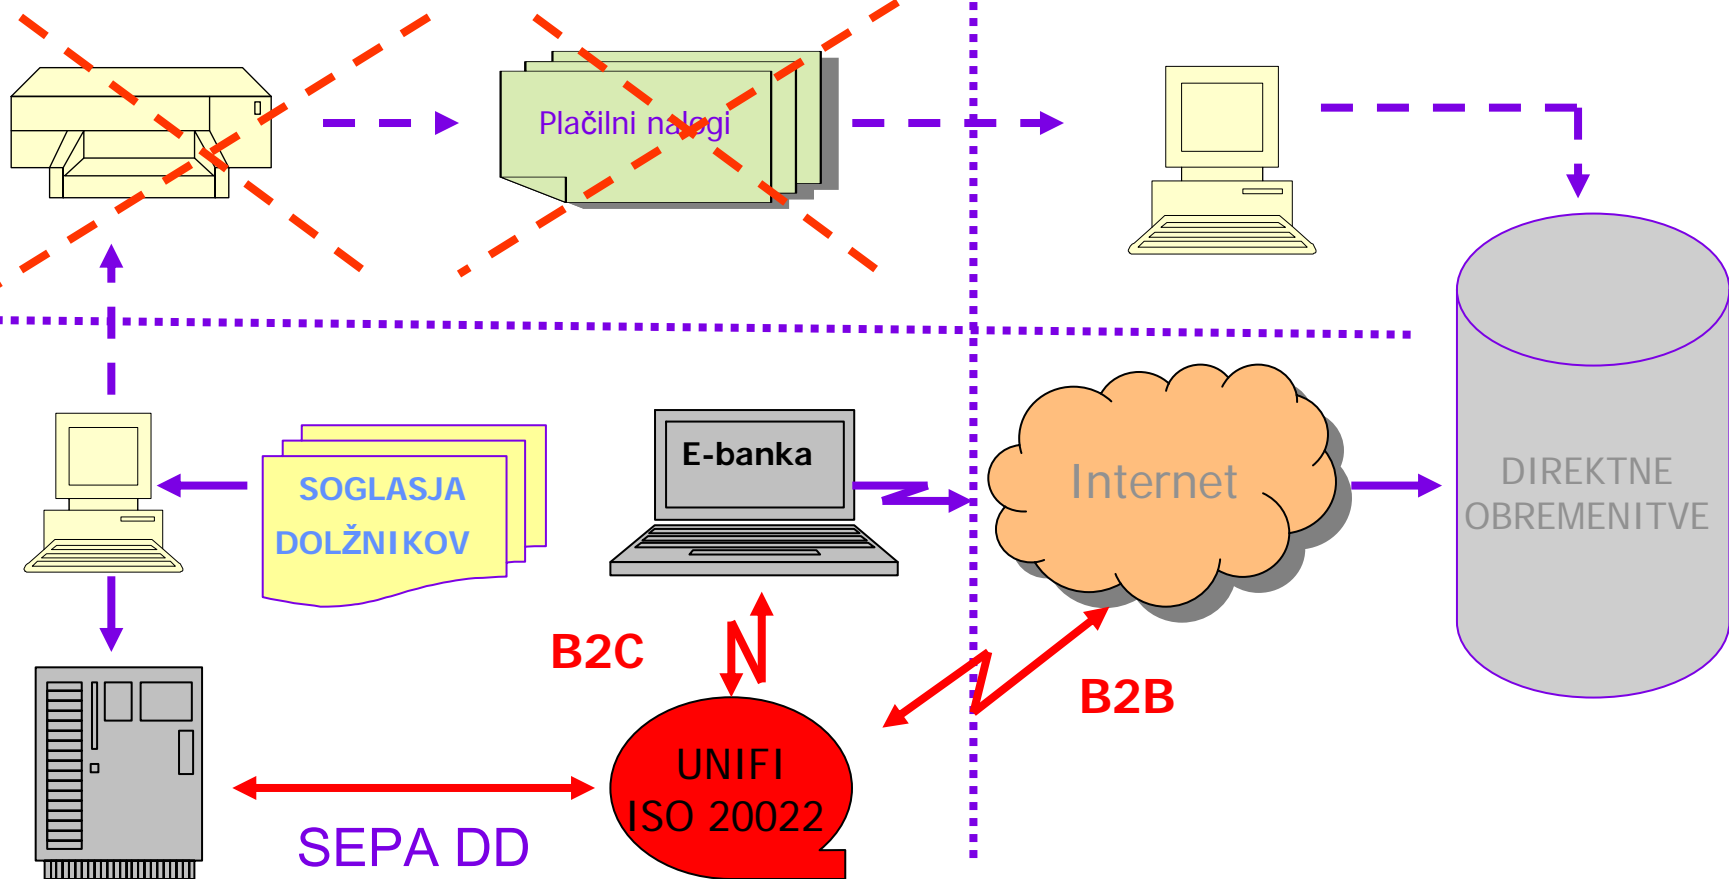 Plačilni nalogi
E-banka
SOGLASJA
DOLŽNIKOV
Internet
DIREKTNE
OBREMENITVE
B2C
B2B
UNIFI
ISO 20022
SEPA DD